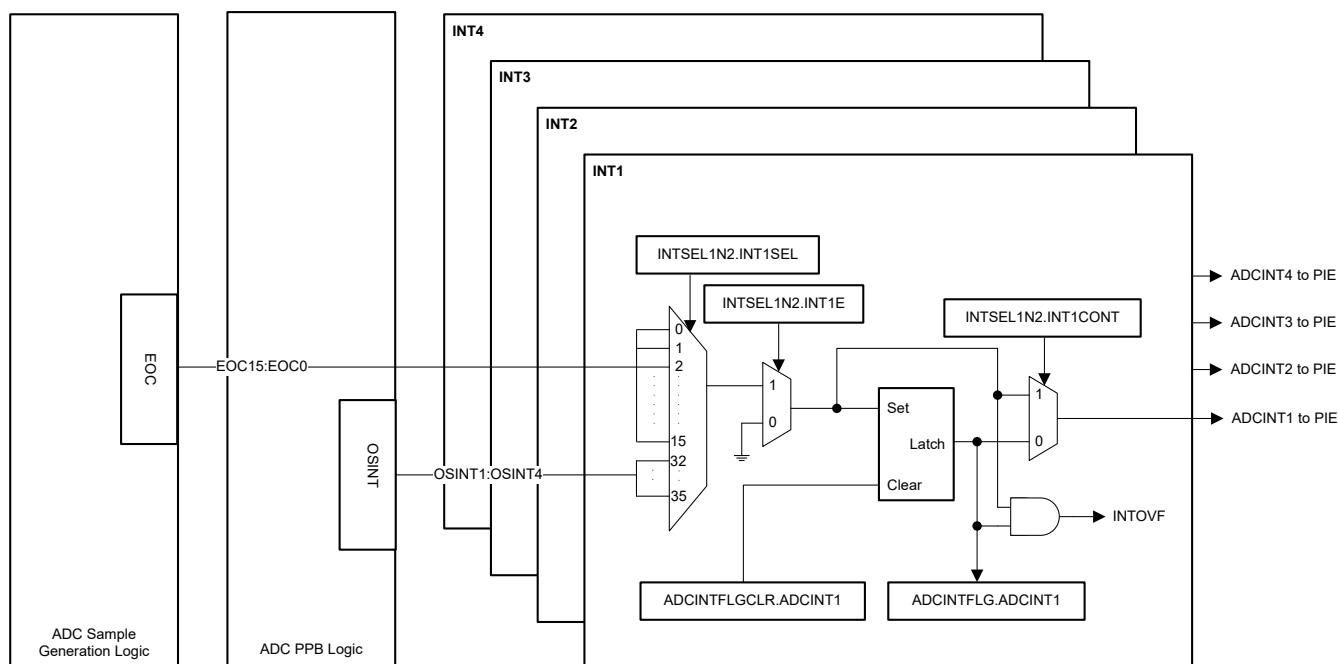 INT4
INT3
INT2
INT1
INTSEL1N2.INT1SEL
INTSEL1N2.INT1E
INTSEL1N2.INT1CONT
ADCINT4 to PIE
ADCINT3 to PIE
ADCINT2 to PIE
ADCINT1 to PIE
EOC
EOC15:EOC0
0
1
2
15
32
35
1
0
Set
Latch
Clear
1
0
OSINT
OSINT1:OSINT4
INTOVF
ADCINTFLGCLR.ADCINT1
ADCINTFLG.ADCINT1
ADC Sample
Generation Logic
ADC PPB Logic